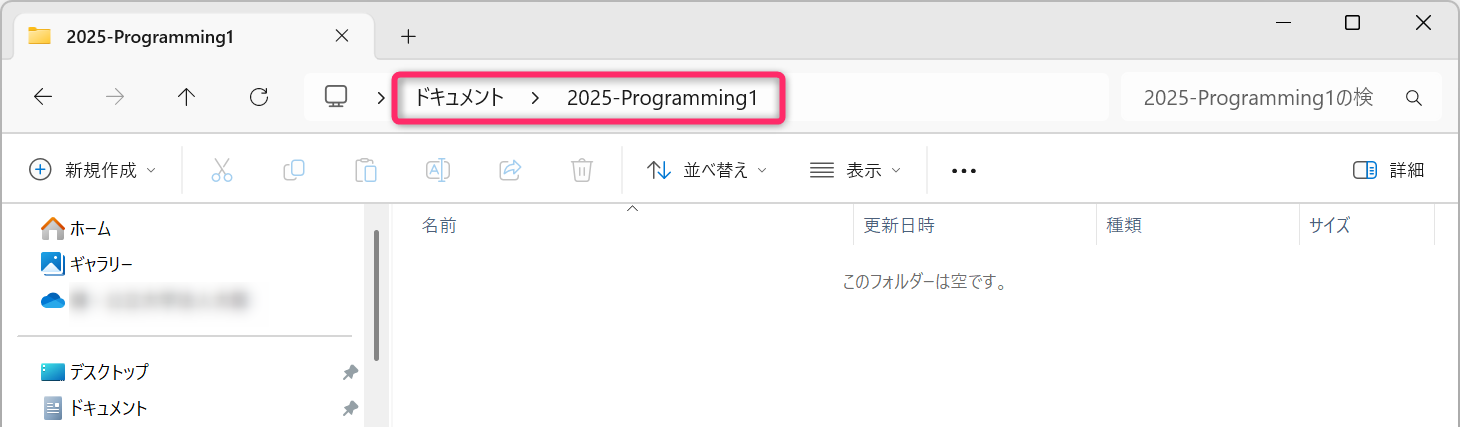 2025-Programming1
ドキュメント > 2025-Programming1
2025-Programming1の検
新規作成
並べ替え
表示
詳細
ホーム
ギャラリー
デスクトップ
ドキュメント
名前 更新日時 種類 サイズ
このフォルダーは空です。